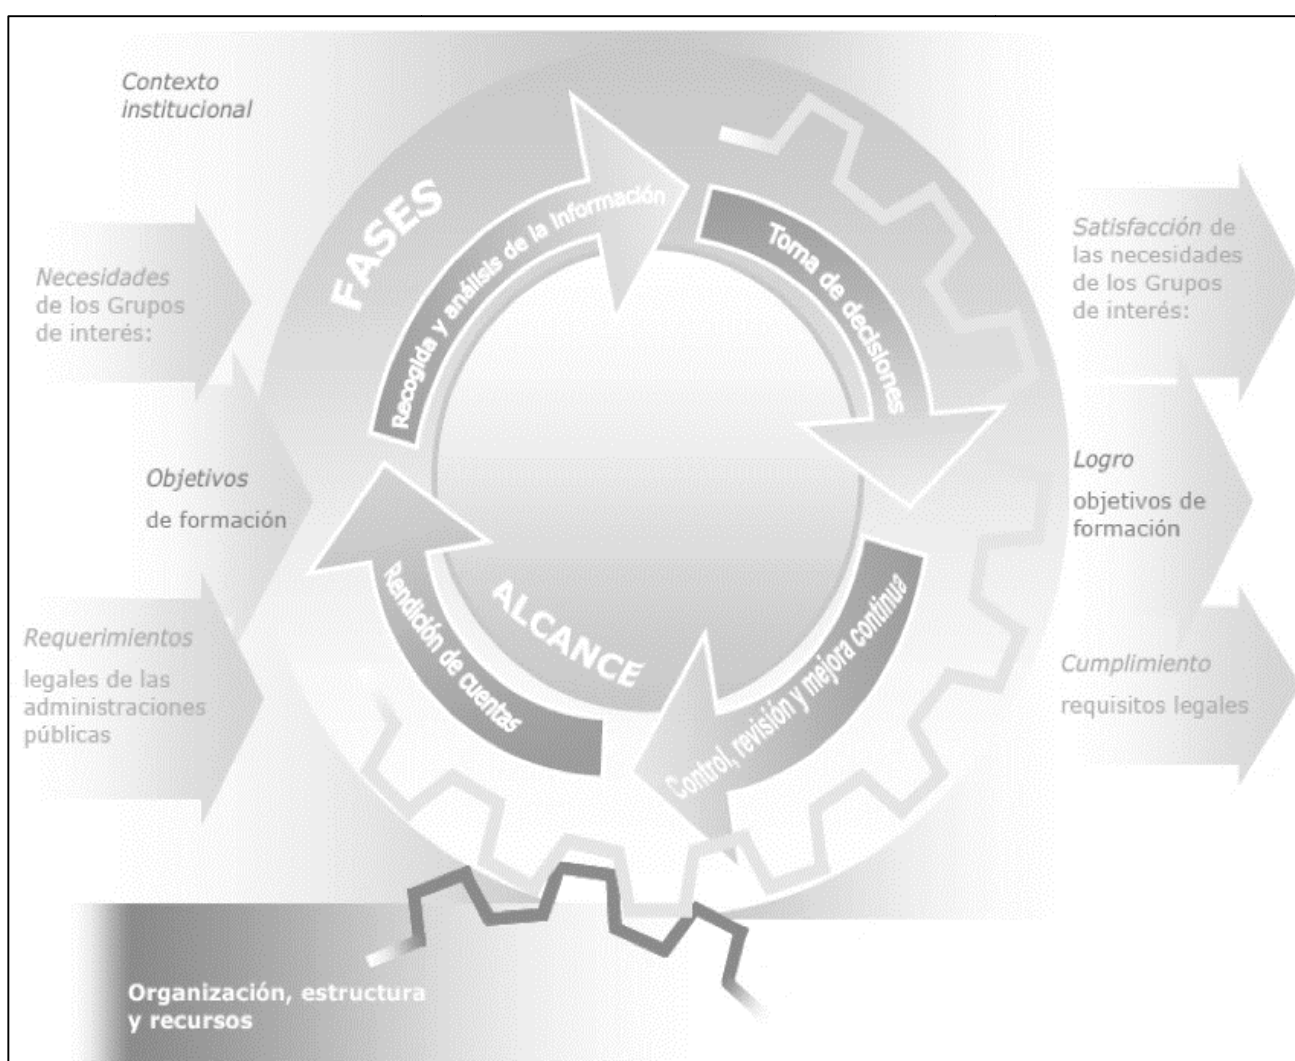 Contexto
institucional
FASES
Recogida y análisis de la información
Toma de decisiones
Necesidades
de los Grupos
de interés:
Satisfacción de
las necesidades
de los Grupos
de interés:
Objetivos
de formación
Logro
objetivos de
formación
ALCANCE
Rendición de cuentas
Control, revisión y mejora continua
Requerimientos
legales de las
administraciones
públicas
Cumplimiento
requisitos legales
Organización, estructura
y recursos